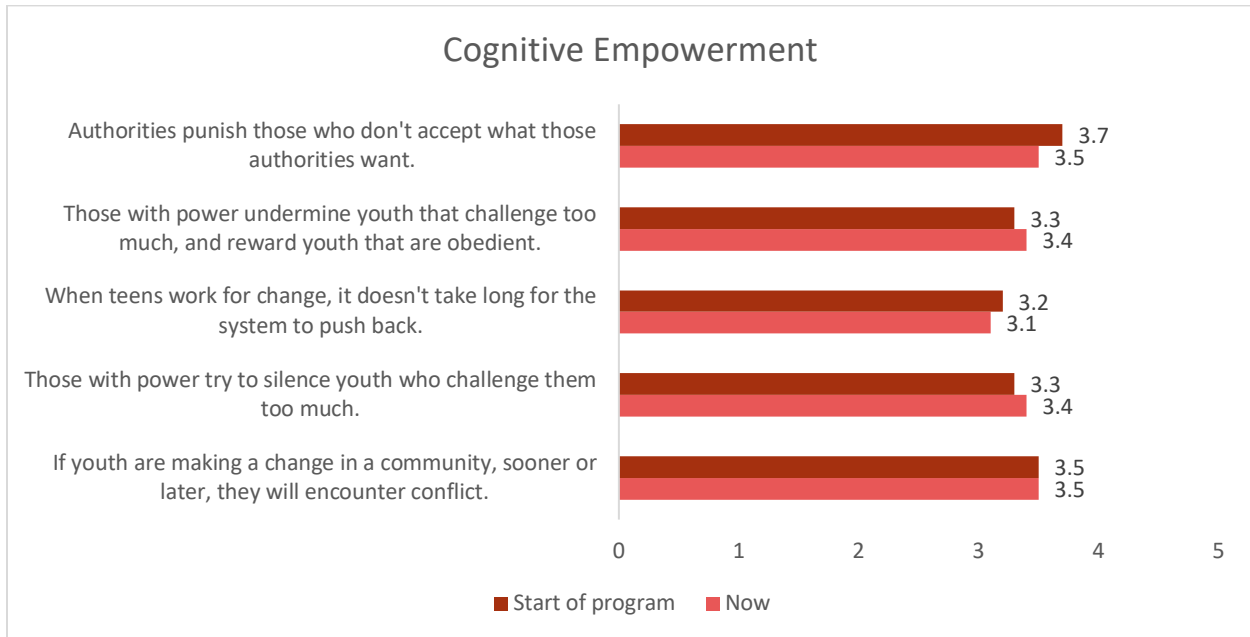 Cognitive Empowerment
Authorities punish those who don't accept what those
authorities want.
3.7
3.5
Those with power undermine youth that challenge too
much, and reward youth that are obedient.
3.3
3.4
When teens work for change, it doesn't take long for the
system to push back.
3.2
3.1
Those with power try to silence youth who challenge them
too much.
3.3
3.4
If youth are making a change in a community, sooner or
later, they will encounter conflict.
3.5
3.5
0 1 2 3 4 5
Start of program Now